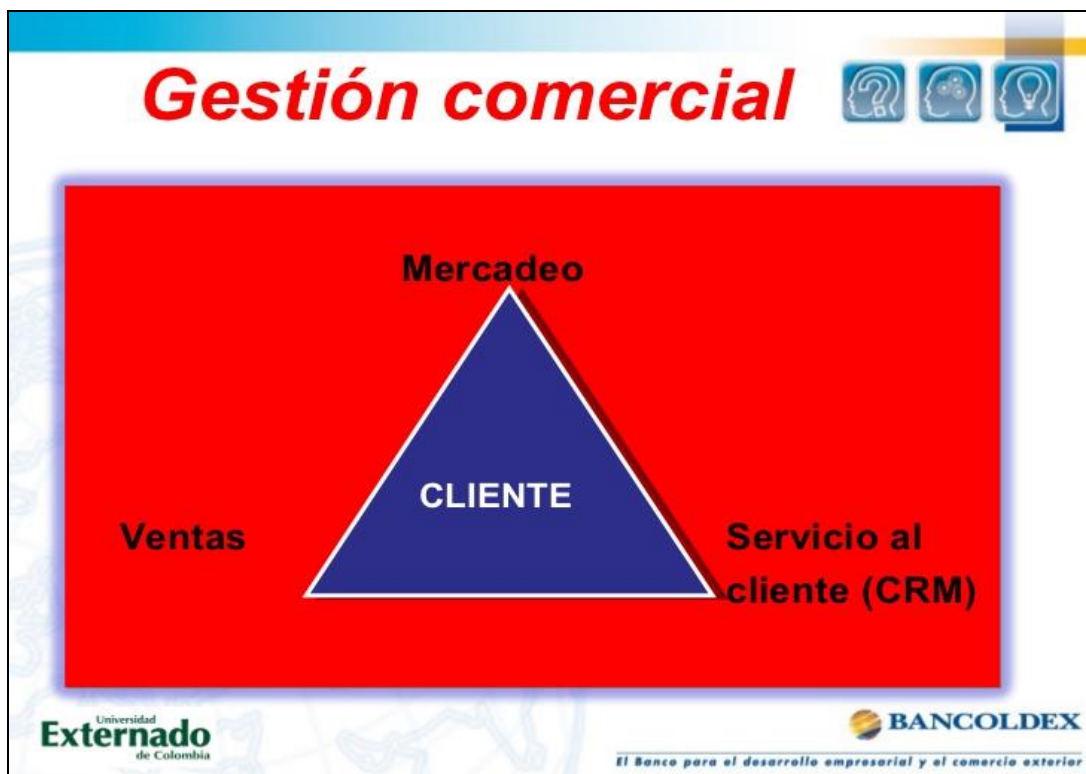 Gestión comercial
Mercadeo
CLIENTE
Ventas
Servicio al
cliente (CRM)
Universidad
Externado
de Colombia
BANCOLDEX
El Banco para el desarrollo empresarial y el comercio exterior